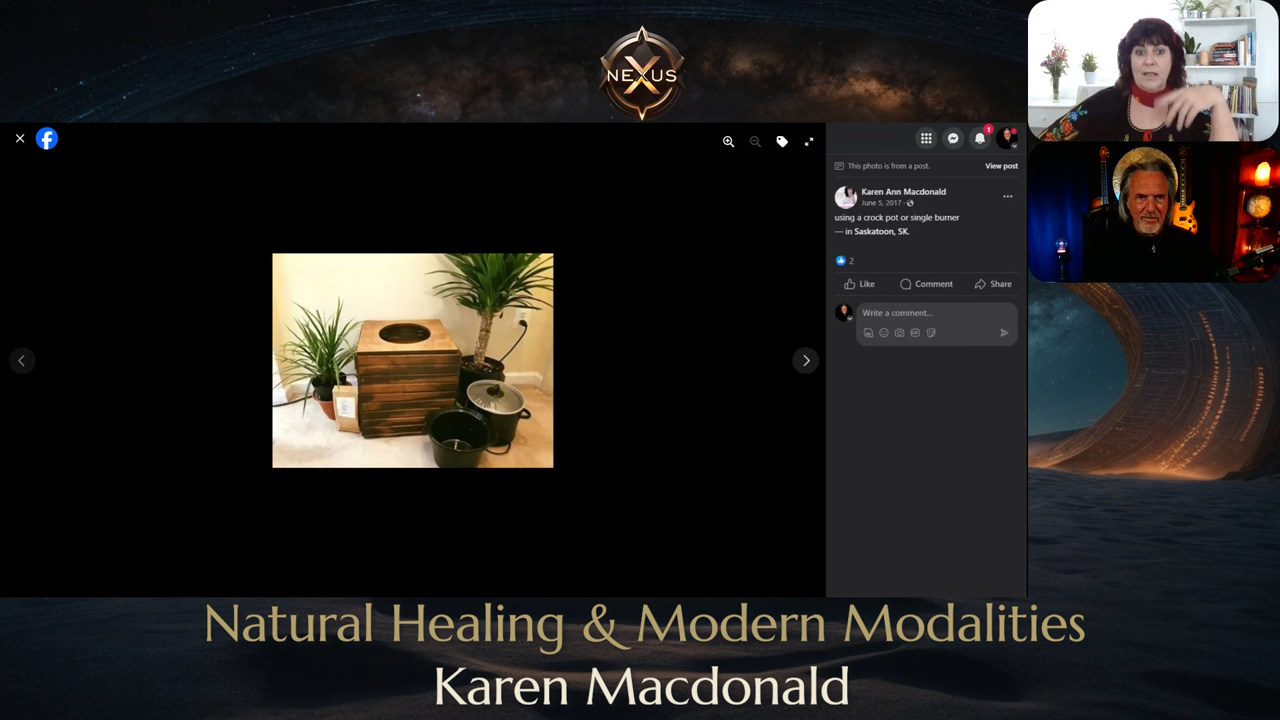 NEXUS
This photo is from a post.
View post
Karen Ann Macdonald
June 5, 2017
using a crock pot or single burner
— in Saskatoon, SK.
2
Like Comment Share
Write a comment...
1
Natural Healing & Modern Modalities
Karen Macdonald